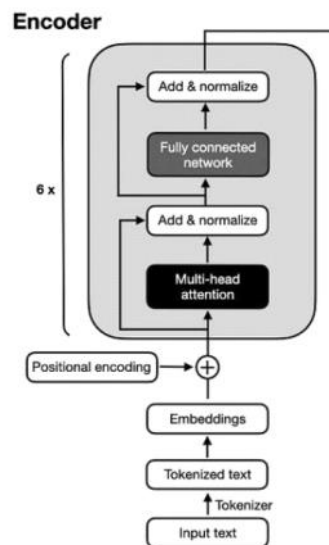 Encoder
Add & normalize
Fully connected
network
6 x
Add & normalize
Multi-head
attention
Positional encoding
+
Embeddings
Tokenized text
Tokenizer
Input text